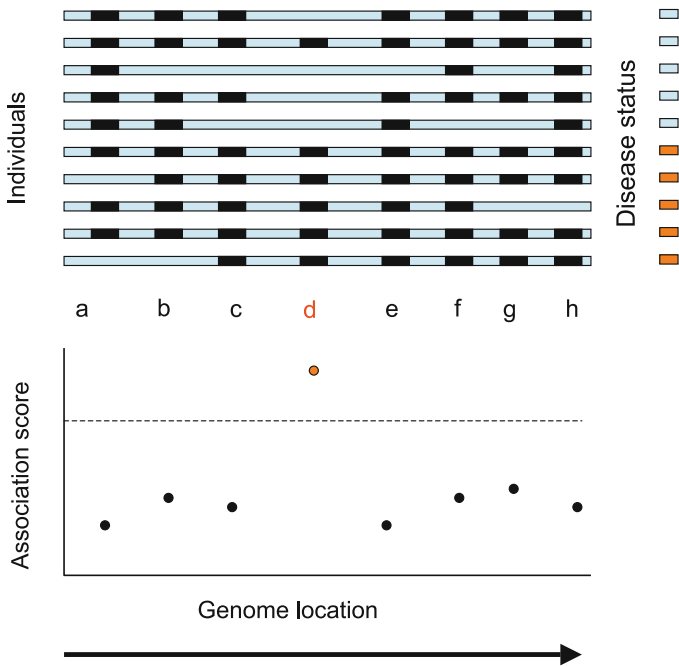 Individuals
Disease status
a b c d e f g h
Association score
Genome location